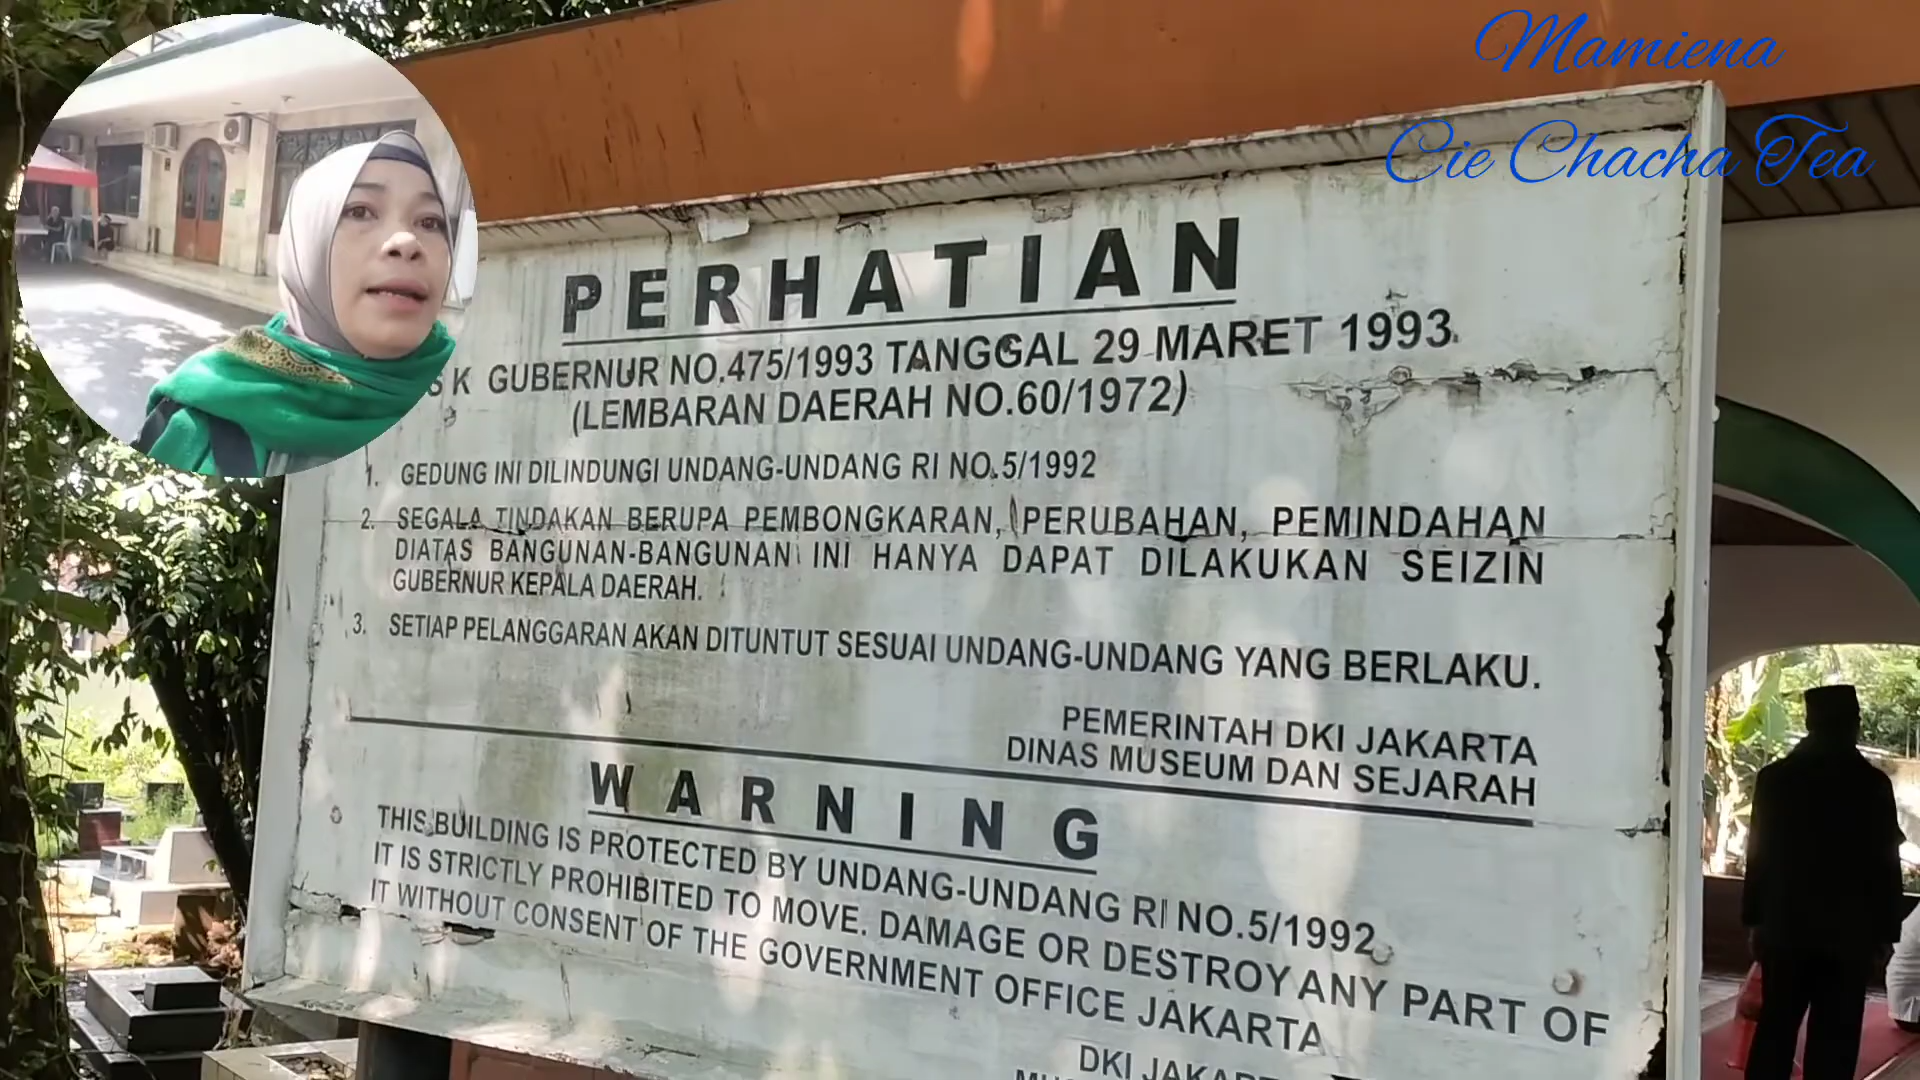 Mamiena
Cie Chacha Tea
PERHATIAN
SK GUBERNUR NO.475/1993 TANGGAL 29 MARET 1993.
(LEMBARAN DAERAH NO.60/1972)
1. GEDUNG INI DILINDUNGI UNDANG-UNDANG RI NO.5/1992
2. SEGALA TINDAKAN BERUPA PEMBONGKARAN, PERUBAHAN, PEMINDAHAN
DIATAS BANGUNAN-BANGUNAN INI HANYA DAPAT DILAKUKAN SEIZIN
GUBERNUR KEPALA DAERAH.
3. SETIAP PELANGGARAN AKAN DITUNTUT SESUAI UNDANG-UNDANG YANG BERLAKU.
PEMERINTAH DKI JAKARTA
DINAS MUSEUM DAN SEJARAH
WARNING
THIS BUILDING IS PROTECTED BY UNDANG-UNDANG RI NO.5/1992
IT IS STRICTLY PROHIBITED TO MOVE. DAMAGE OR DESTROY ANY PART OF
IT WITHOUT CONSENT OF THE GOVERNMENT OFFICE JAKARTA
DKI JAKARTA